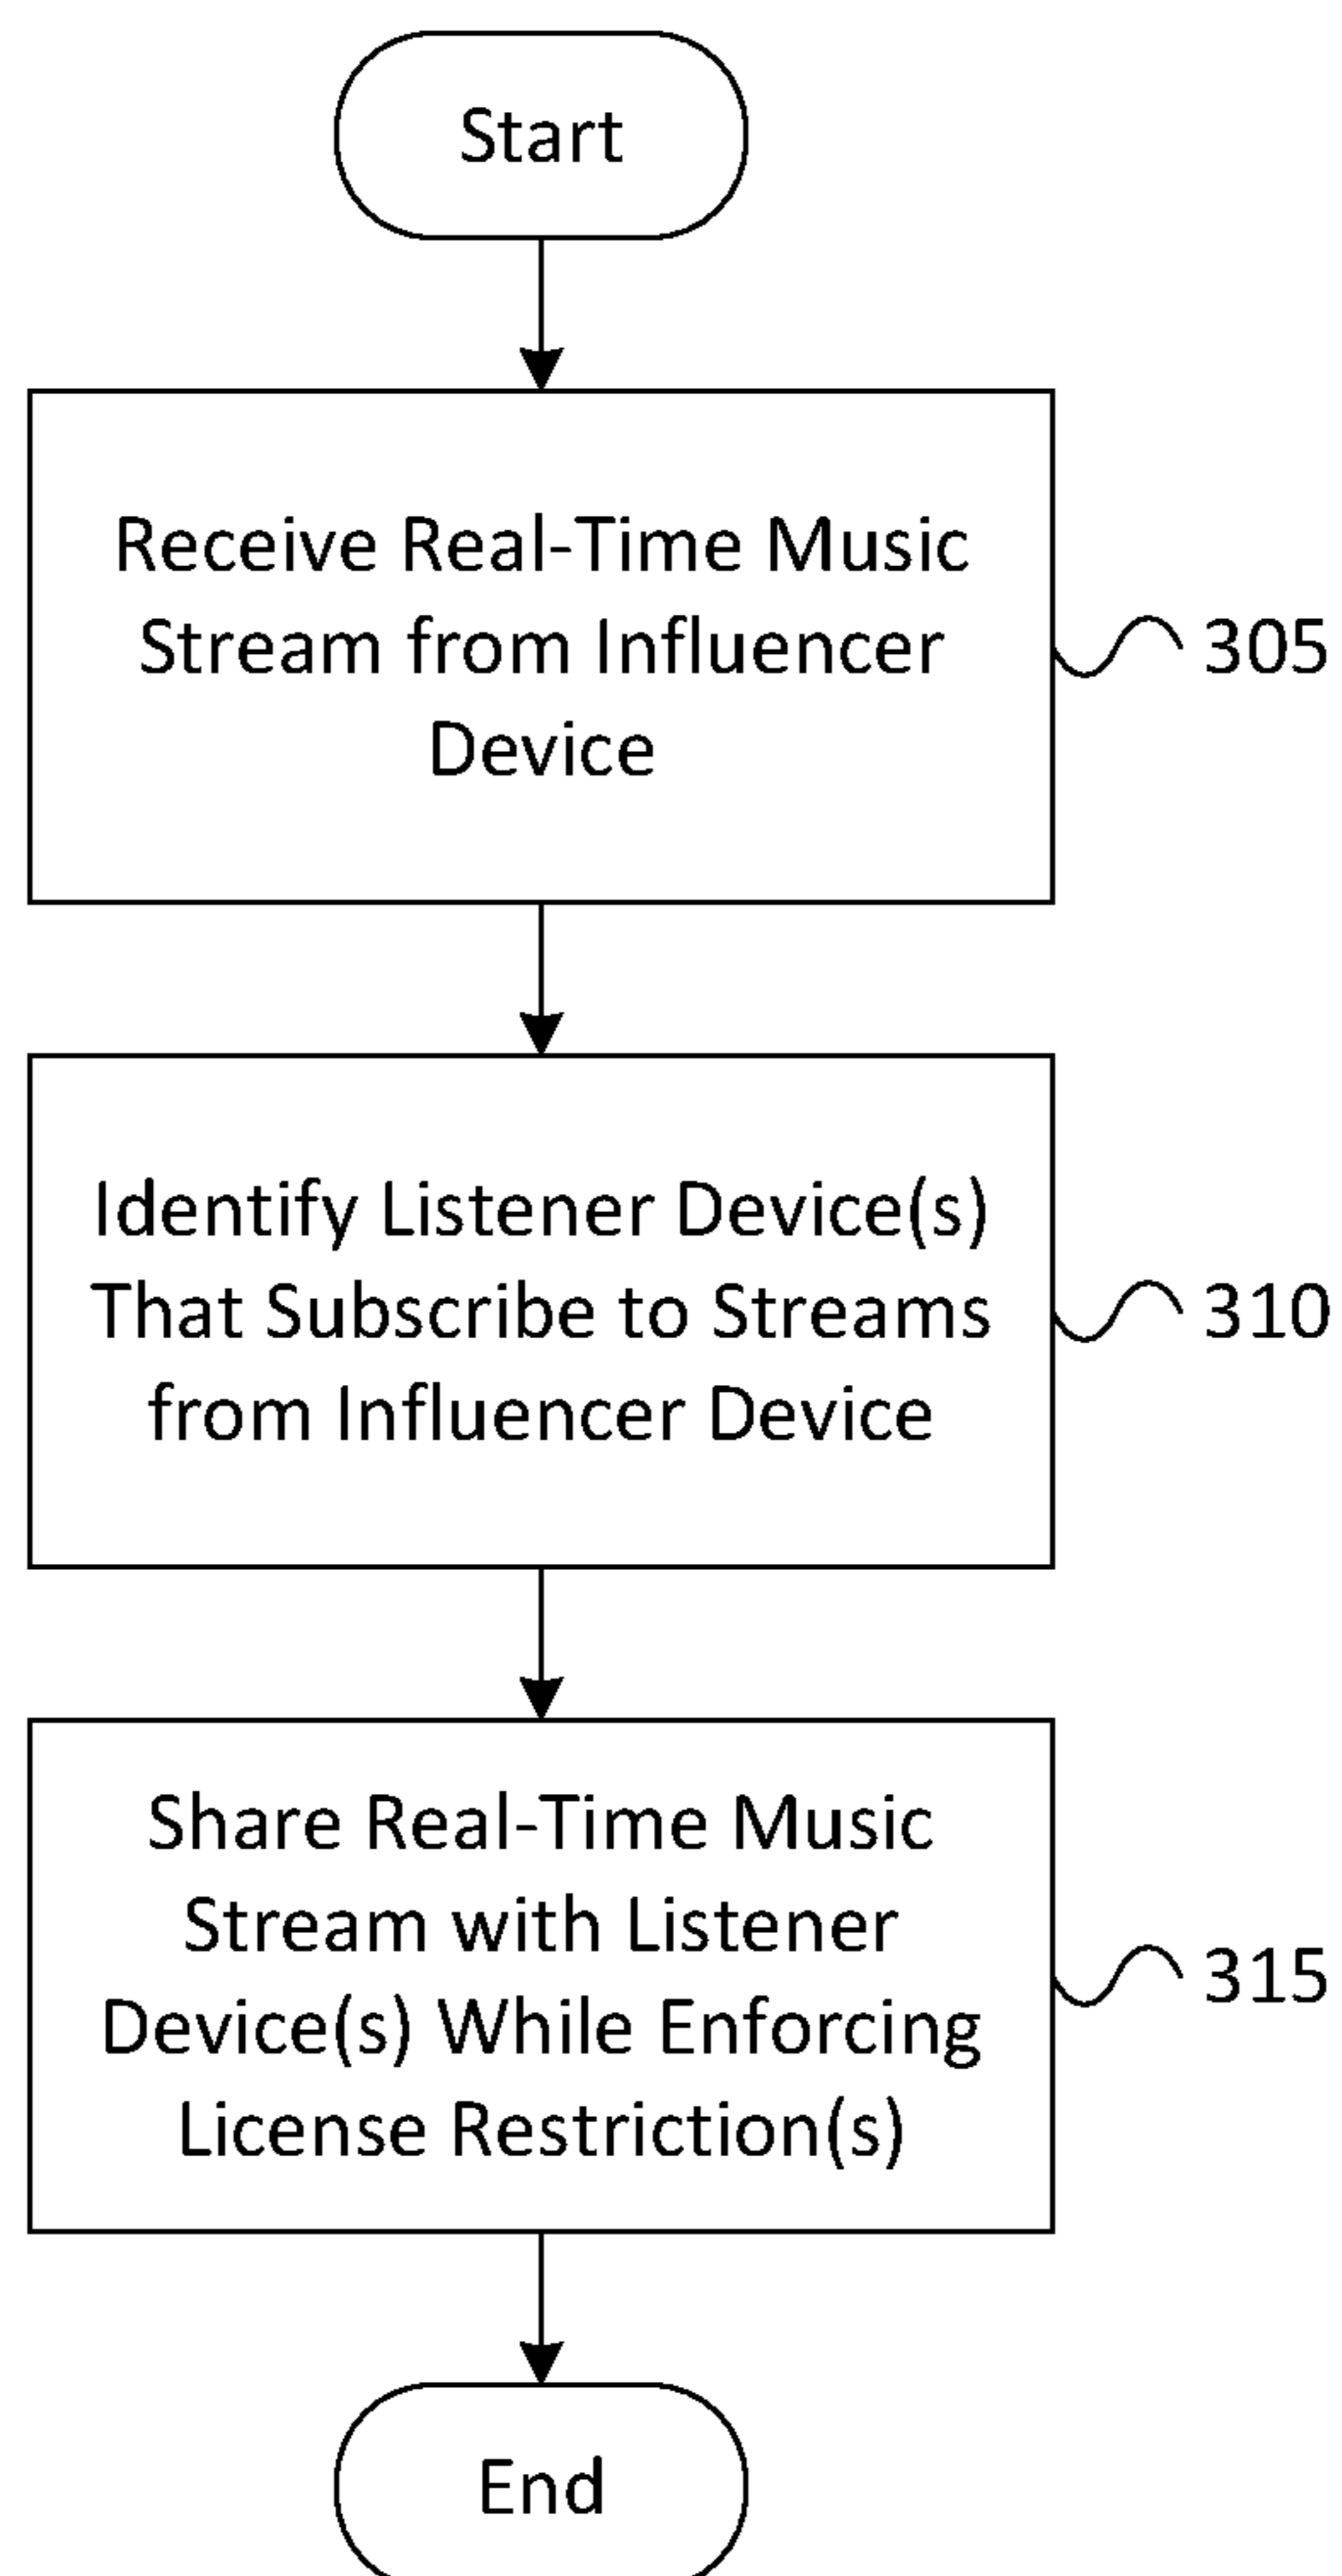 Start
Receive Real-Time Music
Stream from Influencer
Device
305
Identify Listener Device(s)
That Subscribe to Streams
from Influencer Device
310
Share Real-Time Music
Stream with Listener
Device(s) While Enforcing
License Restriction(s)
315
End